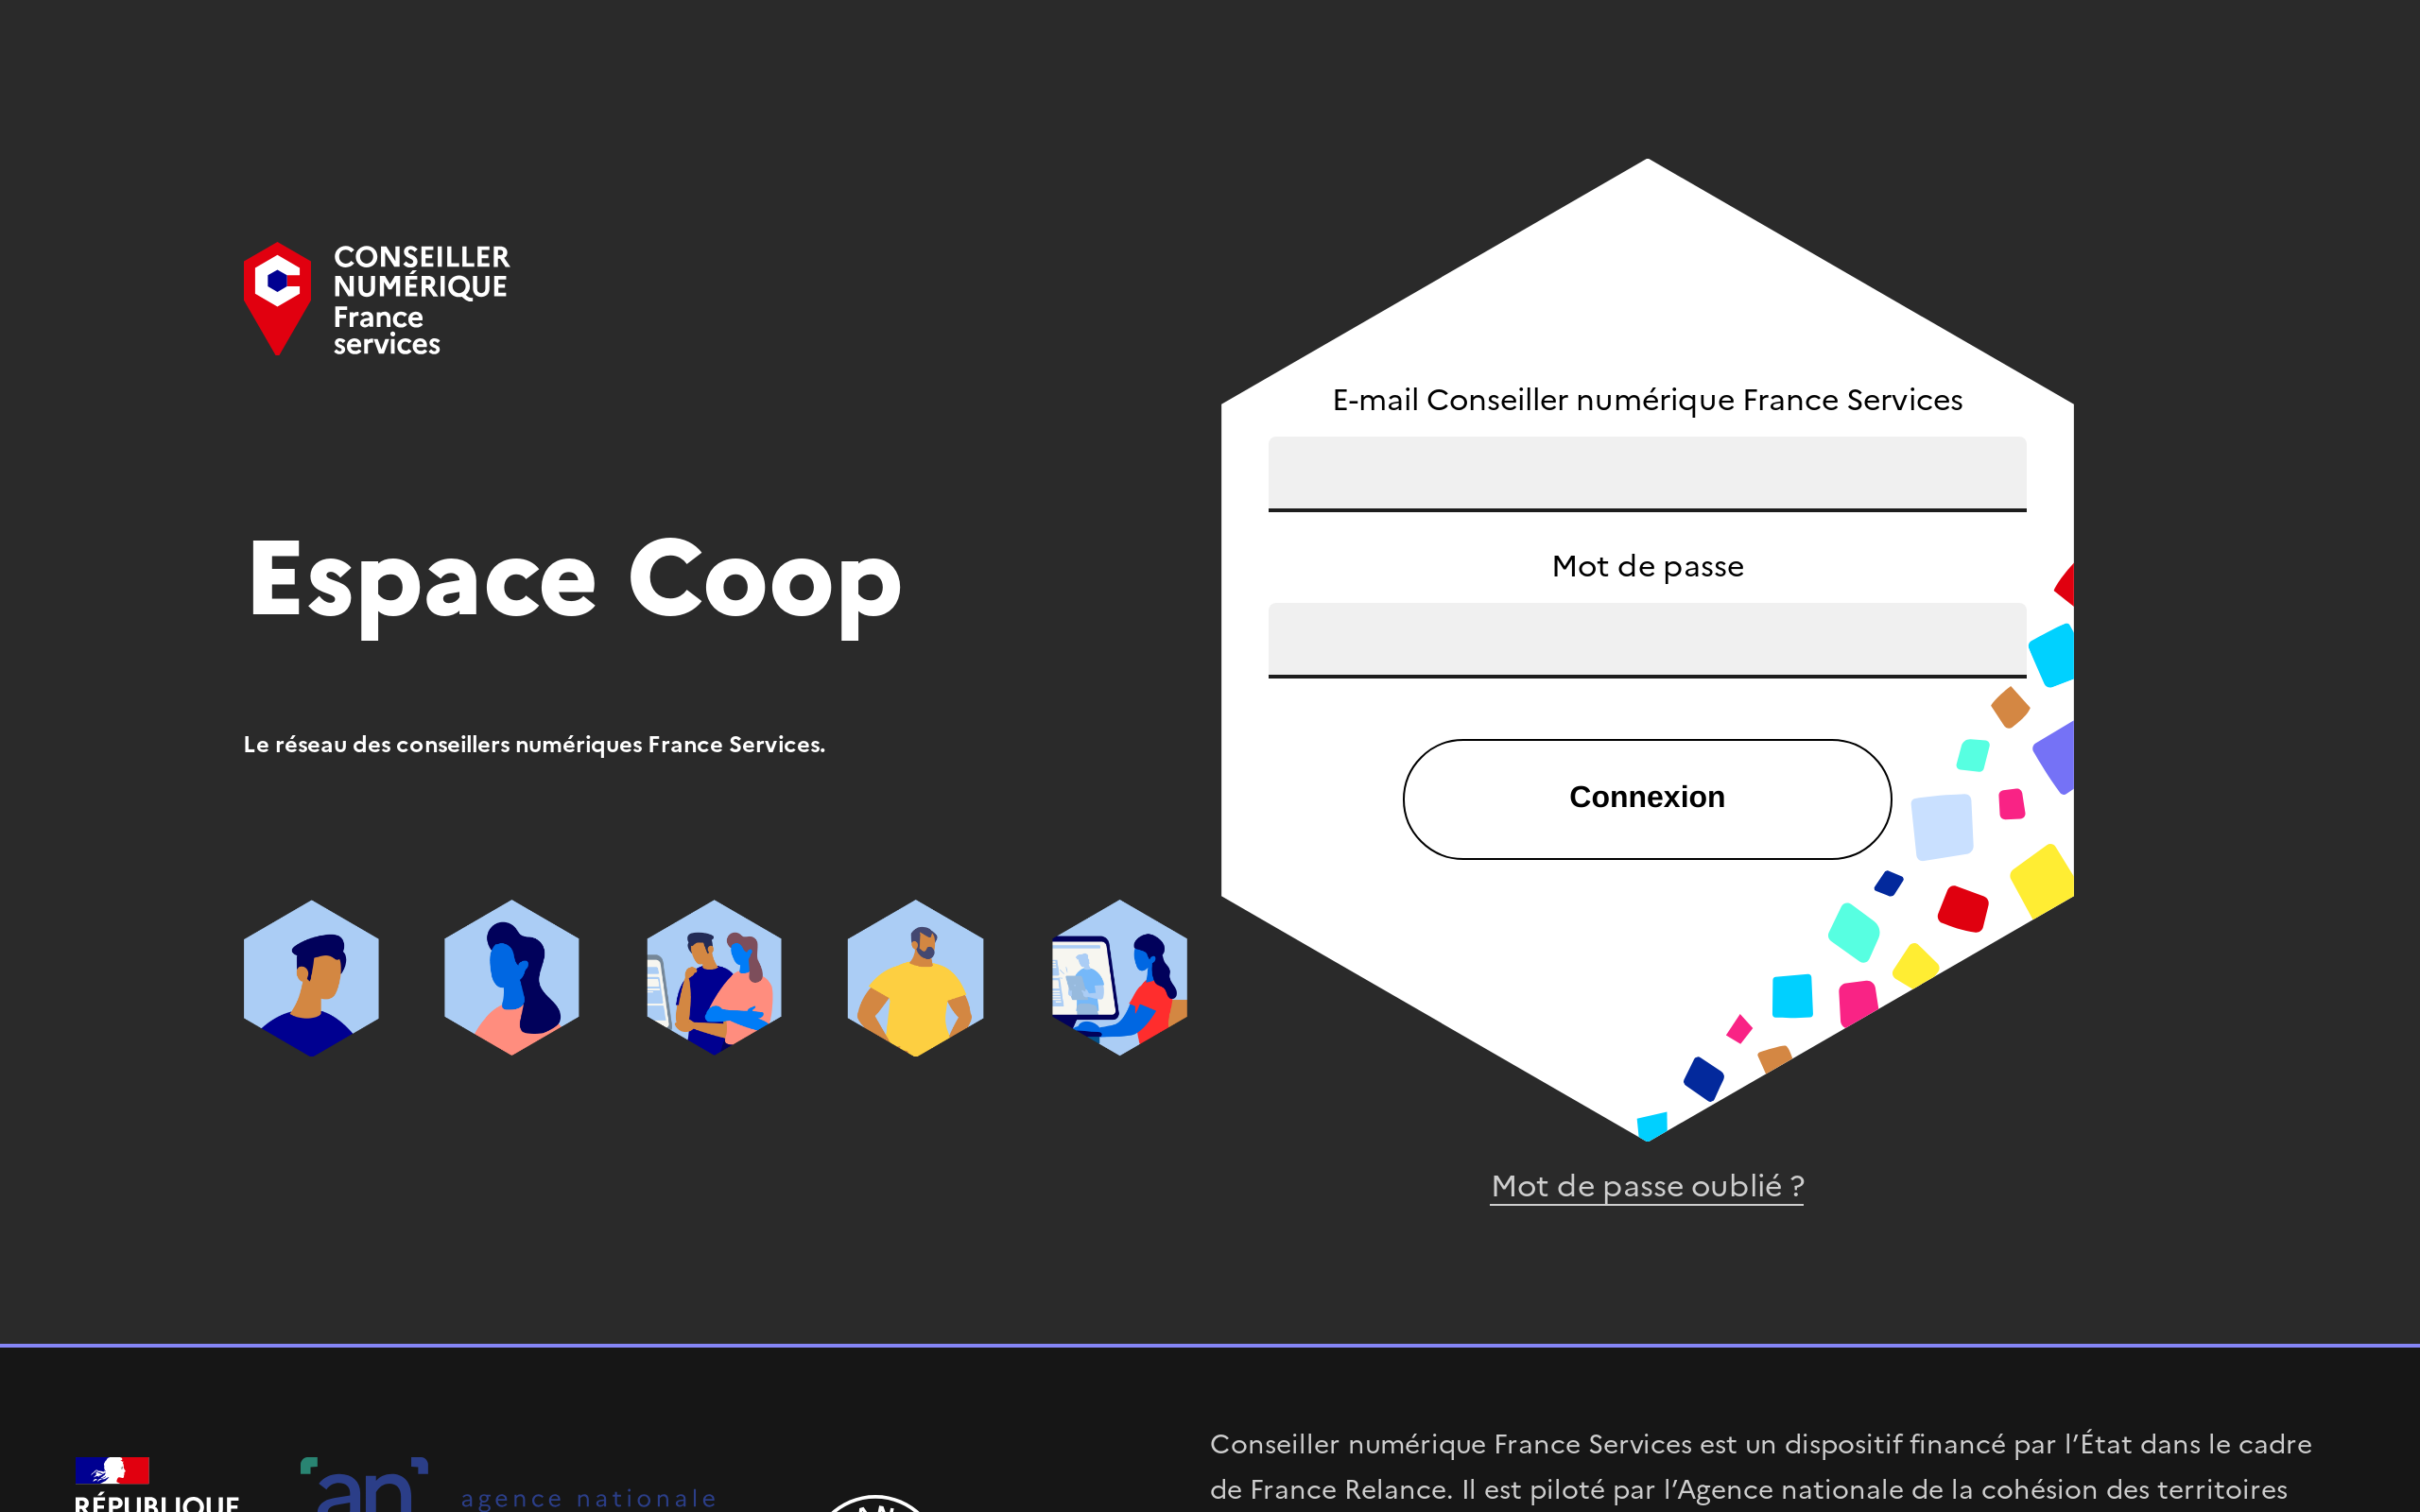 CONSEILLER
NUMÉRIQUE
France
services
Espace Coop
Le réseau des conseillers numériques France Services.
E-mail Conseiller numérique France Services
Mot de passe
Connexion
Mot de passe oublié ?
RÉPUBLIQUE
an
agence nationale
Conseiller numérique France Services est un dispositif financé par l’État dans le cadre
de France Relance. Il est piloté par l’Agence nationale de la cohésion des territoires